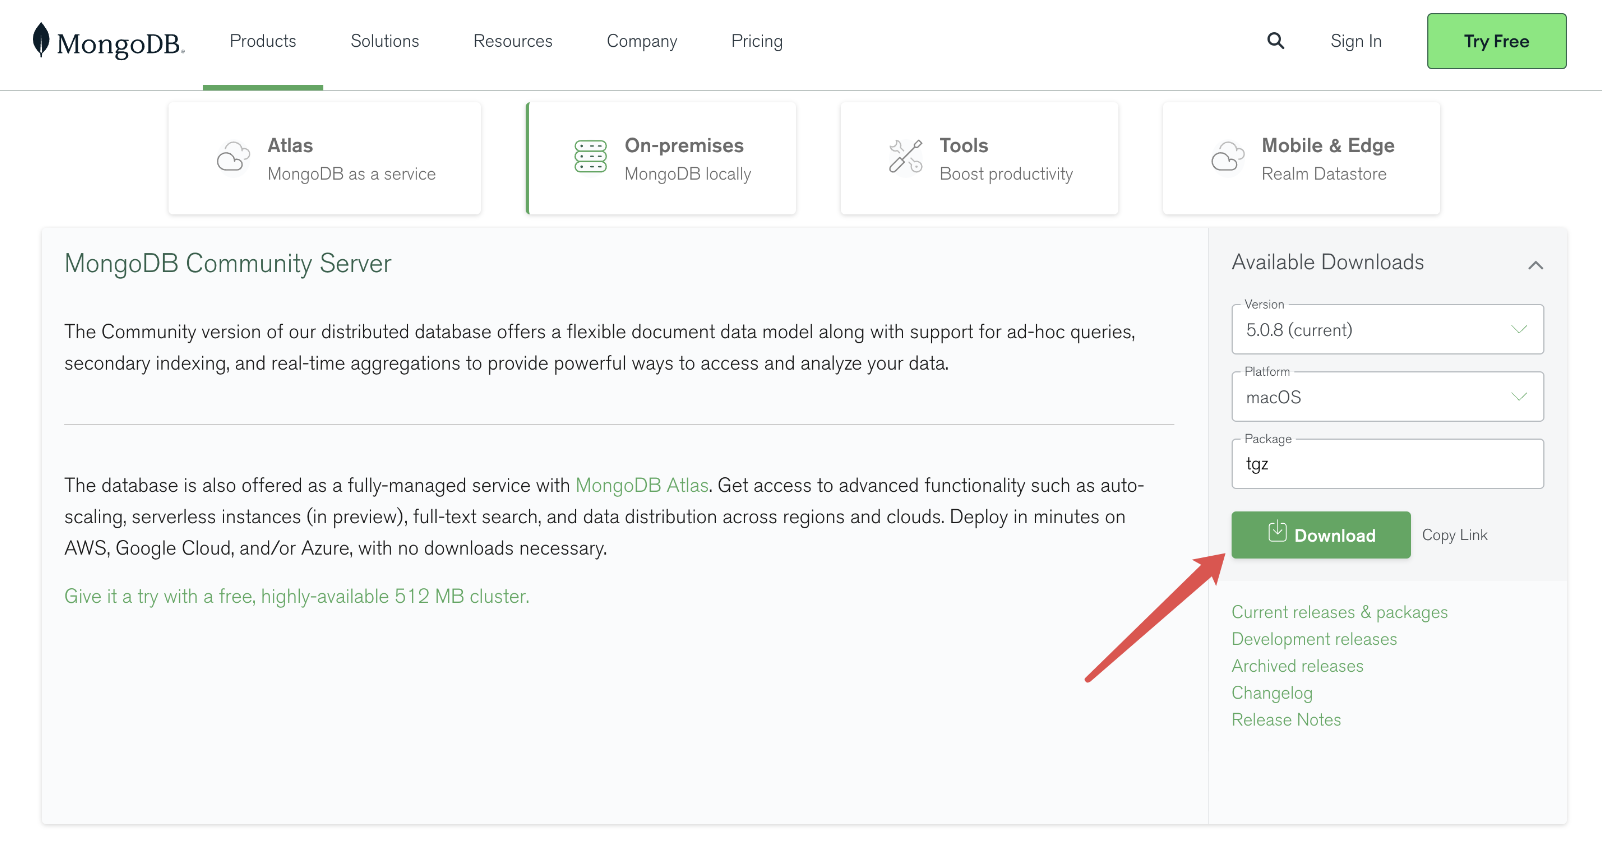 MongoDB.
Products
Solutions
Resources
Company
Pricing
Sign In
Try Free
Atlas
MongoDB as a service
On-premises
MongoDB locally
Tools
Boost productivity
Mobile & Edge
Realm Datastore
MongoDB Community Server
The Community version of our distributed database offers a flexible document data model along with support for ad-hoc queries,
secondary indexing, and real-time aggregations to provide powerful ways to access and analyze your data.
The database is also offered as a fully-managed service with MongoDB Atlas. Get access to advanced functionality such as auto-
scaling, serverless instances (in preview), full-text search, and data distribution across regions and clouds. Deploy in minutes on
AWS, Google Cloud, and/or Azure, with no downloads necessary.
Give it a try with a free, highly-available 512 MB cluster.
Available Downloads
Version
5.0.8 (current)
Platform
macOS
Package
tgz
Download
Copy Link
Current releases & packages
Development releases
Archived releases
Changelog
Release Notes